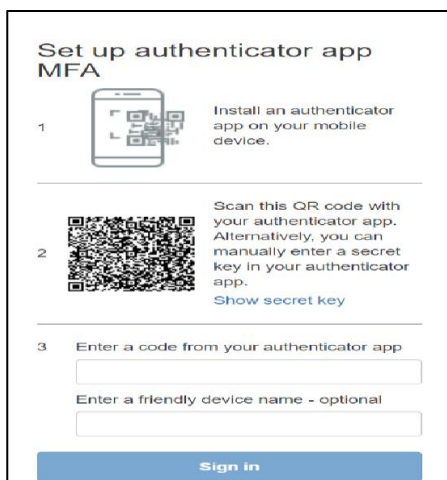 Set up authenticator app
MFA
1
Install an authenticator
app on your mobile
device.
2
Scan this QR code with
your authenticator app.
Alternatively, you can
manually enter a secret
key in your authenticator
app.
Show secret key
3 Enter a code from your authenticator app
Enter a friendly device name - optional
Sign in